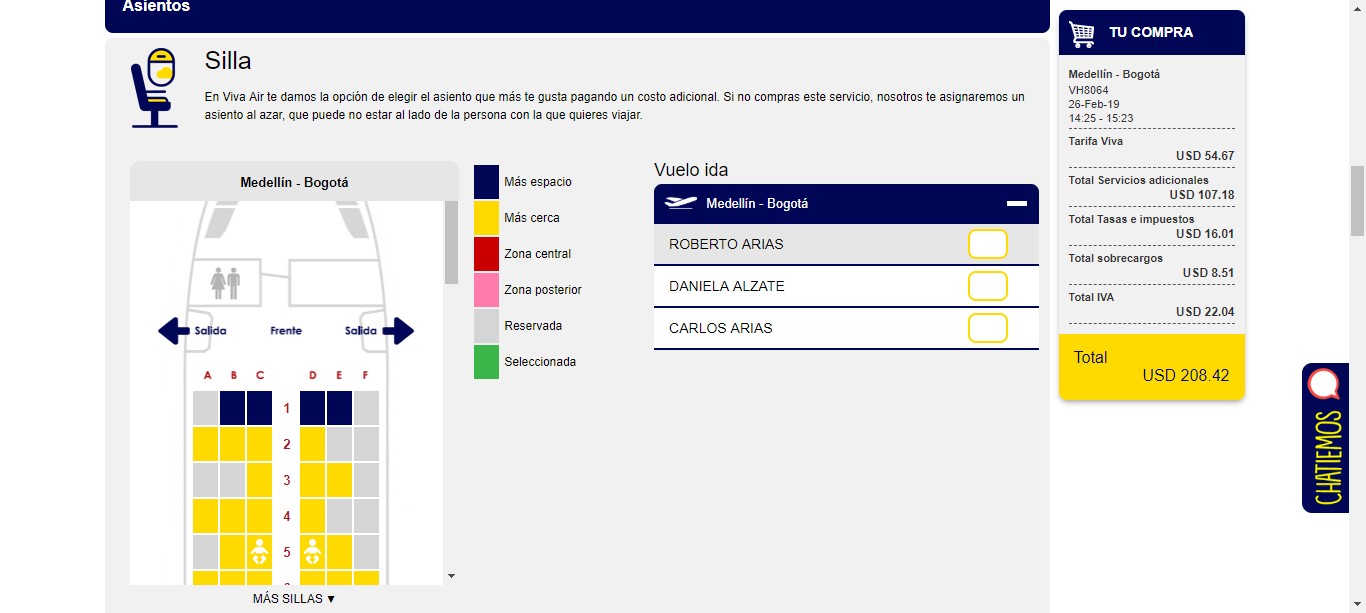 Asientos
Silla
En Viva Air te damos la opción de elegir el asiento que más te gusta pagando un costo adicional. Si no compras este servicio, nosotros te asignaremos un
asiento al azar, que puede no estar al lado de la persona con la que quieres viajar.
Medellín - Bogotá
Salida Frente Salida
A B C D E F
1
2
3
4
5
MÁS SILLAS ▼
Más espacio
Más cerca
Zona central
Zona posterior
Reservada
Seleccionada
Vuelo ida
Medellín - Bogotá
ROBERTO ARIAS
DANIELA ALZATE
CARLOS ARIAS
TU COMPRA
Medellín - Bogotá
VH8064
26-Feb-19
14:25 - 15:23
Tarifa Viva
USD 54.67
Total Servicios adicionales
USD 107.18
Total Tasas e impuestos
USD 16.01
Total sobrecargos
USD 8.51
Total IVA
USD 22.04
Total
USD 208.42
CHATIEMOS